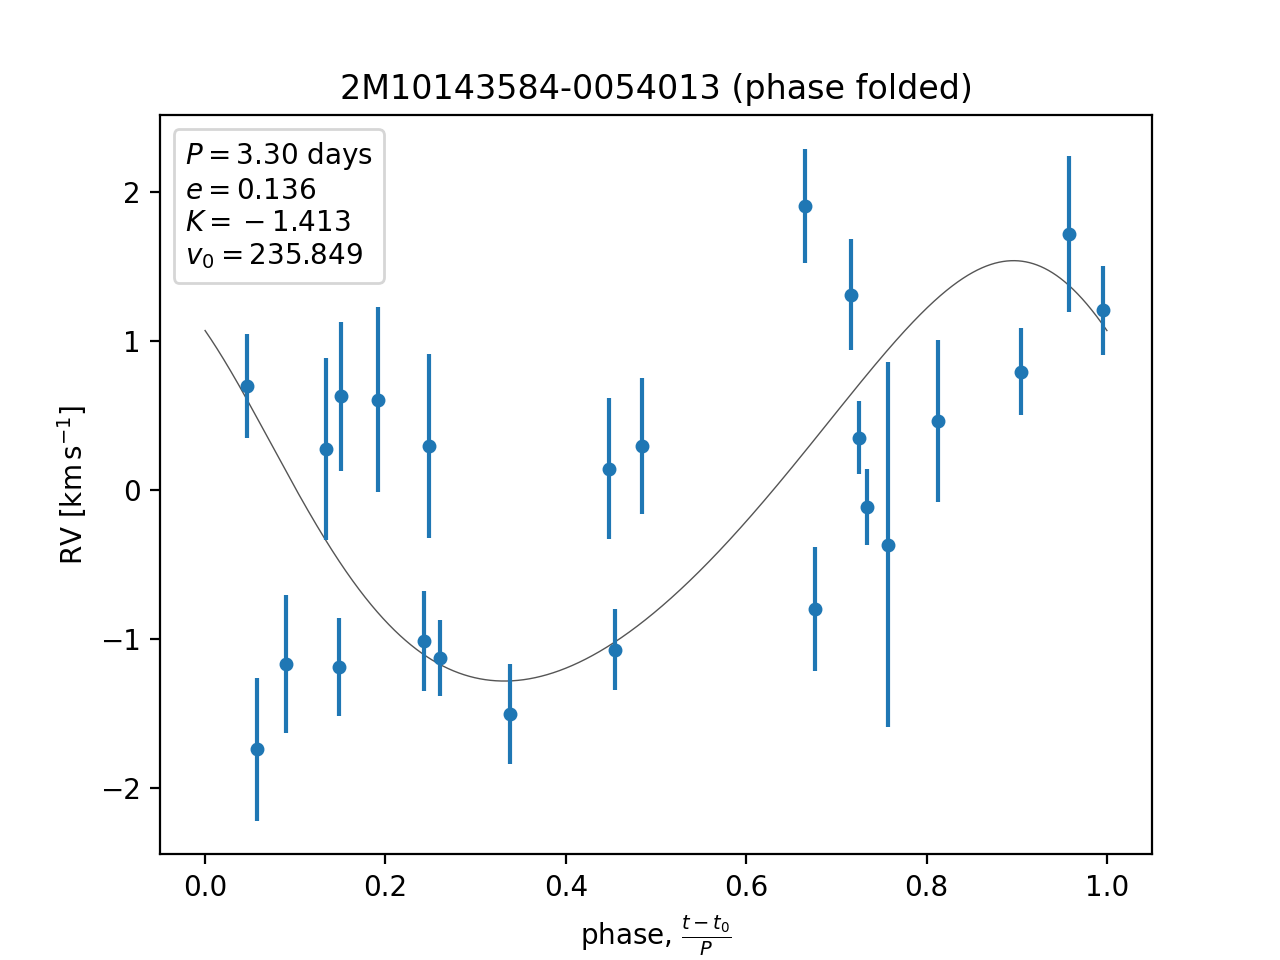 2M10143584-0054013 (phase folded)
P = 3.30 days
e = 0.136
K = −1.413
v₀ = 235.849
2
1
0
−1
−2
RV [km s⁻¹]
0.0 0.2 0.4 0.6 0.8 1.0
phase, (t − t₀)/P